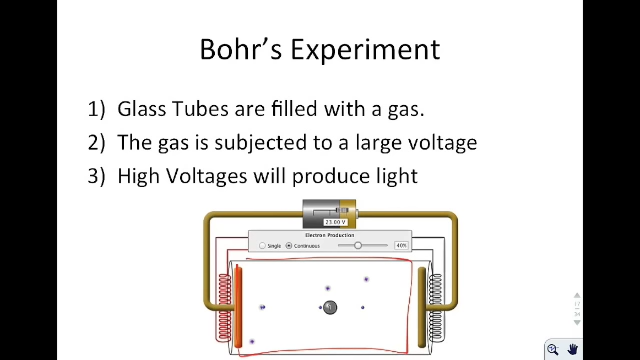 Bohr's Experiment
1) Glass Tubes are filled with a gas.
2) The gas is subjected to a large voltage
3) High Voltages will produce light
23.00 V
Electron Production
Single Continuous 40%